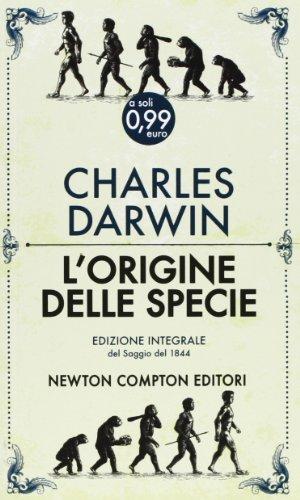 a soli
0,99
euro
CHARLES
DARWIN
L'ORIGINE
DELLE SPECIE
EDIZIONE INTEGRALE
del Saggio del 1844
NEWTON COMPTON EDITORI